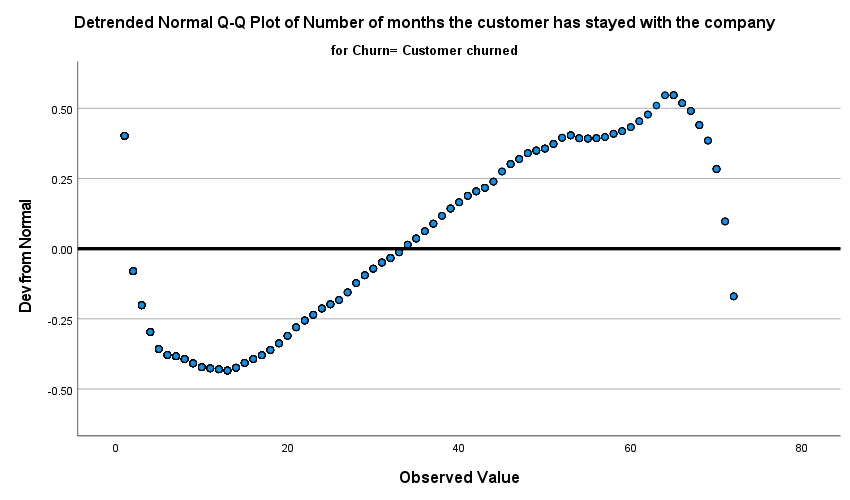 Detrended Normal Q-Q Plot of Number of months the customer has stayed with the company
for Churn= Customer churned
Dev from Normal
0.50
0.25
0.00
-0.25
-0.50
0 20 40 60 80
Observed Value